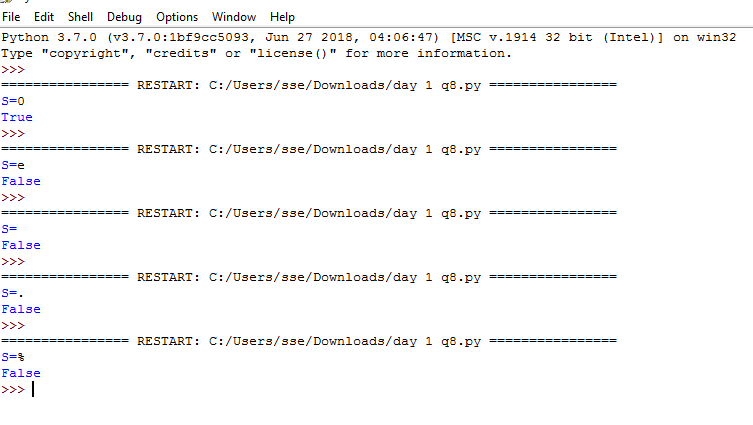 File Edit Shell Debug Options Window Help
Python 3.7.0 (v3.7.0:1bf9cc5093, Jun 27 2018, 04:06:47) [MSC v.1914 32 bit (Intel)] on win32
Type "copyright", "credits" or "license()" for more information.
>>>
================ RESTART: C:/Users/sse/Downloads/day 1 q8.py ================
S=0
True
>>>
================ RESTART: C:/Users/sse/Downloads/day 1 q8.py ================
S=e
False
>>>
================ RESTART: C:/Users/sse/Downloads/day 1 q8.py ================
S=
False
>>>
================ RESTART: C:/Users/sse/Downloads/day 1 q8.py ================
S=.
False
>>>
================ RESTART: C:/Users/sse/Downloads/day 1 q8.py ================
S=%
False
>>>